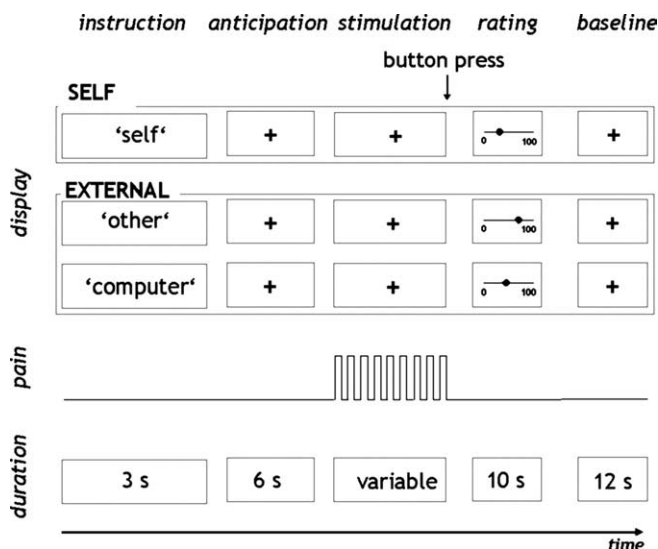 instruction anticipation stimulation rating baseline
button press
SELF
‘self‘ + + 0 100 +
EXTERNAL
‘other‘ + + 0 100 +
‘computer‘ + + 0 100 +
display
pain
duration
3 s 6 s variable 10 s 12 s
time